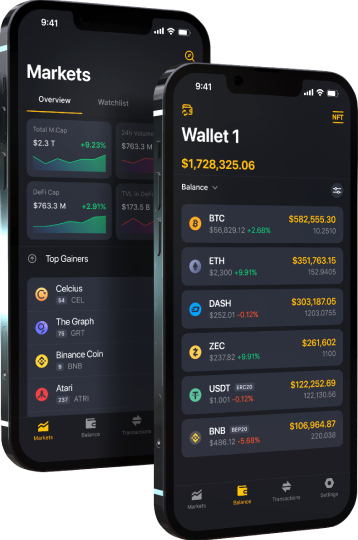 9:41
Markets
Overview
Watchlist
Total M.Cap
$2.3 T
+9.23%
24h Volume
$763.3 M
DeFi Cap
$763.3 M
+2.91%
TVL in DeFi
$173.5 B
Top Gainers
Celcius
54 CEL
The Graph
75 GRT
Binance Coin
9 BNB
Atari
237 ATRI
Markets
Balance
Transactions
9:41
NFT
Wallet 1
$1,728,325.06
Balance
BTC
$582,555.30
$56,829.12 +2.68%
10.2510
ETH
$351,763.15
$2,300 +9.91%
152.9405
DASH
$303,187.05
$252.01 -0.12%
1203.0755
ZEC
$261,602
$237.82 +9.91%
1100
USDT ERC20
$122,252.69
$1.001 -0.12%
122,130.56
BNB BEP20
$106,964.87
$486.12 -5.68%
220.038
Markets
Balance
Transactions
Settings